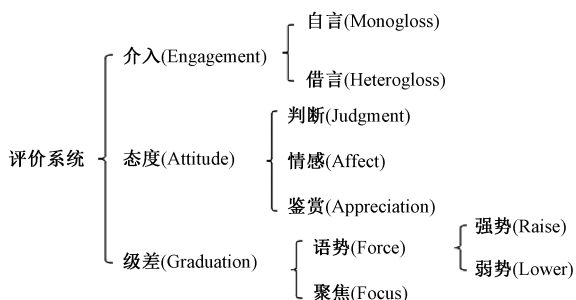 自言(Monogloss)
介入(Engagement)
借言(Heterogloss)
判断(Judgment)
评价系统
态度(Attitude)
情感(Affect)
鉴赏(Appreciation)
强势(Raise)
语势(Force)
级差(Graduation)
弱势(Lower)
聚焦(Focus)